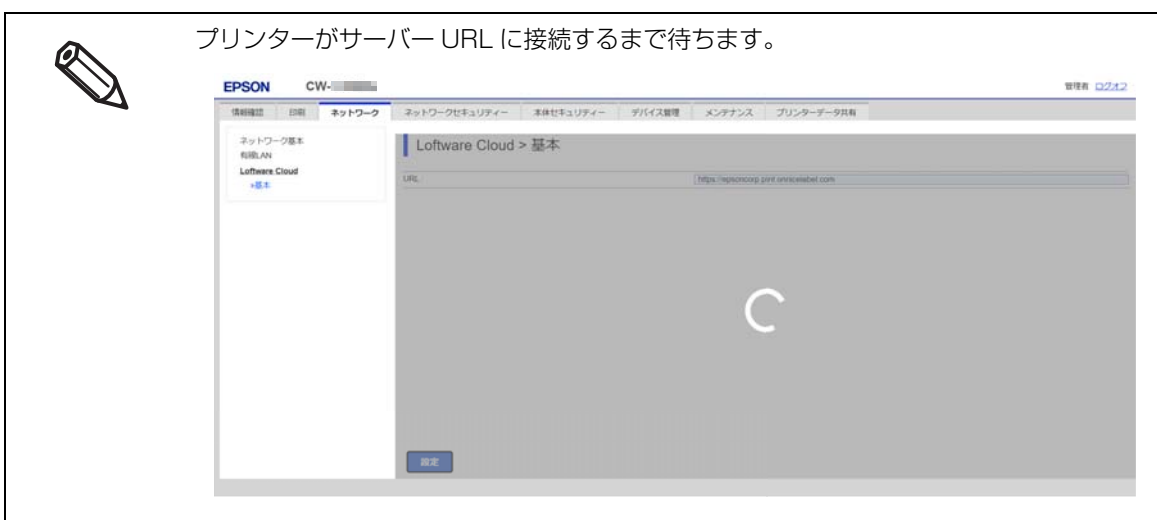 プリンターがサーバー URL に接続するまで待ちます。
EPSON CW-
管理者 ログオフ
情報確認 印刷 ネットワーク ネットワークセキュリティー 本体セキュリティー デバイス管理 メンテナンス プリンターデータ共有
ネットワーク基本
有線LAN
Loftware Cloud
»基本
Loftware Cloud > 基本
URL
設定